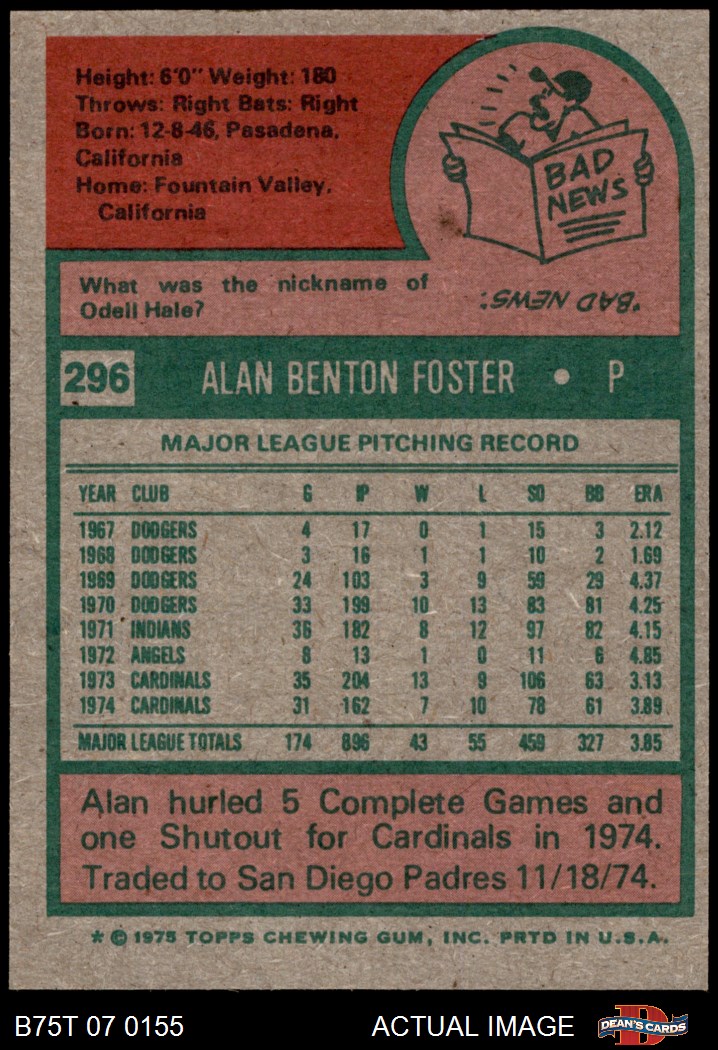 Height: 6'0" Weight: 180
Throws: Right Bats: Right
Born: 12-8-46, Pasadena,
California
Home: Fountain Valley,
California
BAD
NEWS
What was the nickname of
Odell Hale?
"BAD NEWS."
296 ALAN BENTON FOSTER • P
MAJOR LEAGUE PITCHING RECORD
YEAR CLUB G IP W L SO BB ERA
1967 DODGERS 4 17 0 1 15 3 2.12
1968 DODGERS 3 16 1 1 10 2 1.69
1969 DODGERS 24 103 3 9 59 29 4.37
1970 DODGERS 33 199 10 13 83 81 4.25
1971 INDIANS 36 182 8 12 97 82 4.15
1972 ANGELS 8 13 1 0 11 6 4.85
1973 CARDINALS 35 204 13 9 106 63 3.13
1974 CARDINALS 31 162 7 10 78 61 3.89
MAJOR LEAGUE TOTALS 174 896 43 55 459 327 3.85
Alan hurled 5 Complete Games and
one Shutout for Cardinals in 1974.
Traded to San Diego Padres 11/18/74.
* © 1975 TOPPS CHEWING GUM, INC. PRTD IN U.S.A.
B75T 07 0155 ACTUAL IMAGE D DEAN'S CARDS